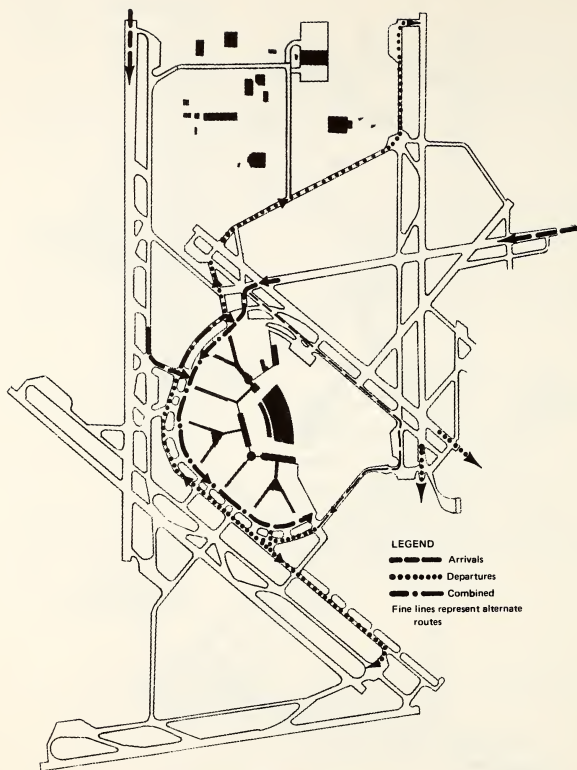 LEGEND
Arrivals
Departures
Combined
Fine lines represent alternate
routes